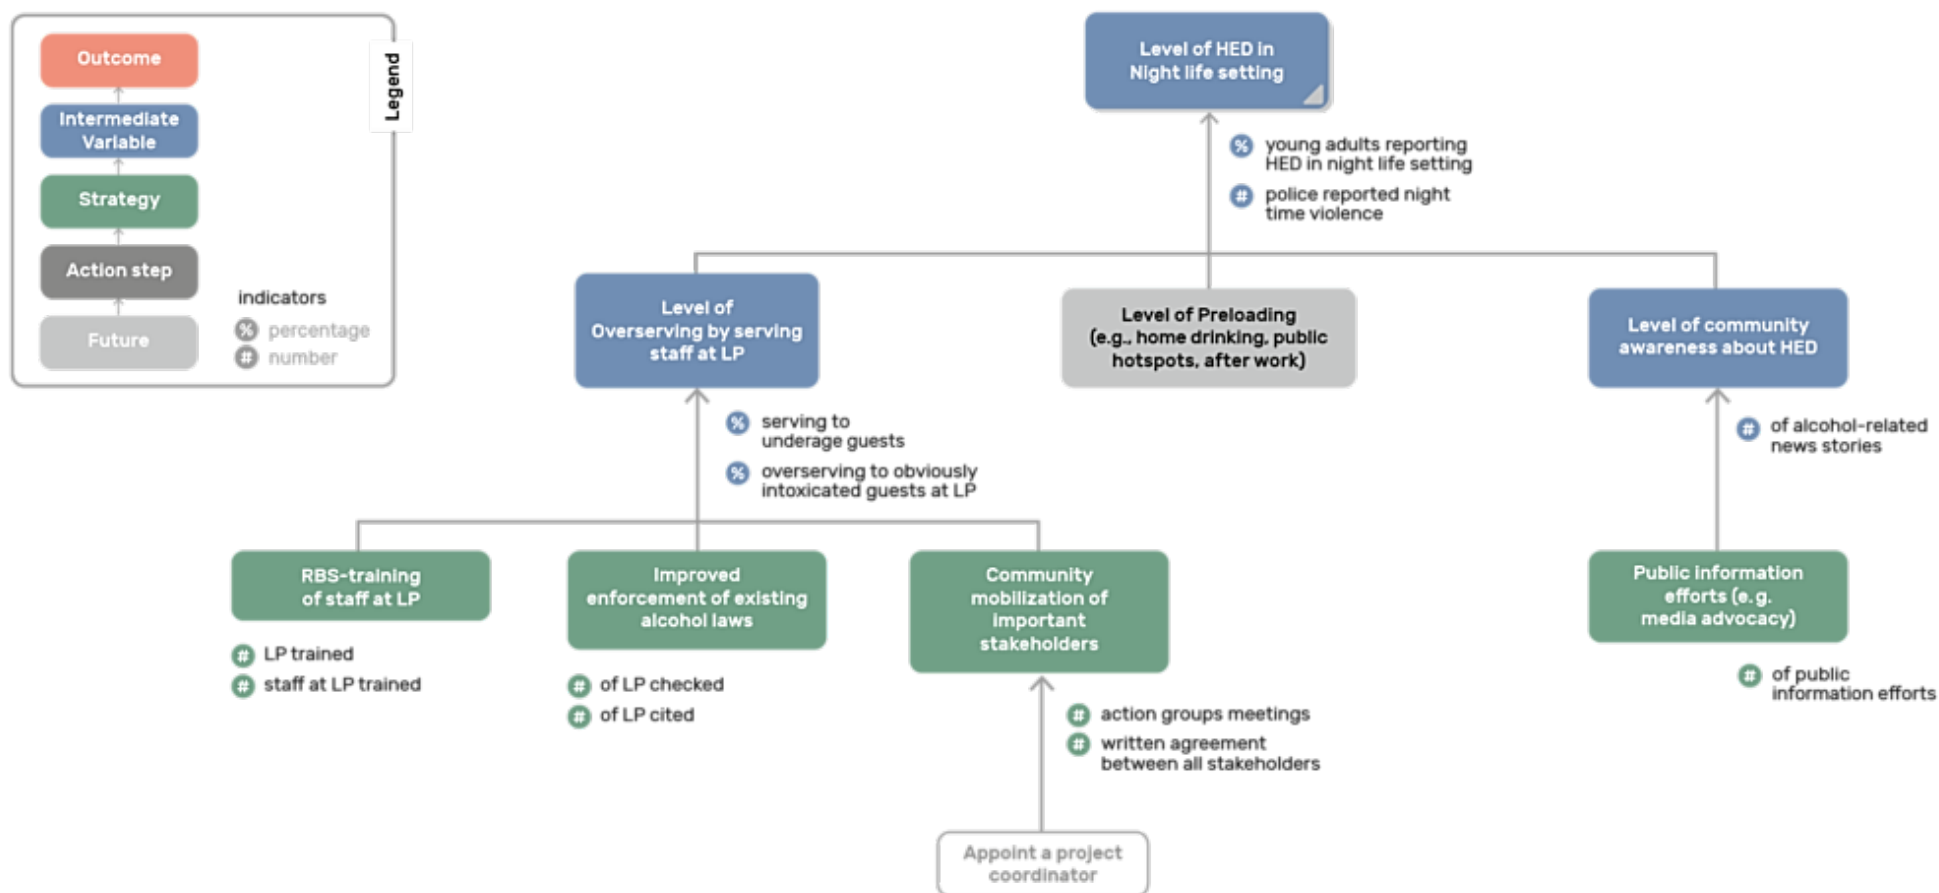 Outcome
Intermediate
Variable
Strategy
Action step
Future
Legend
indicators
% percentage
# number
Level of HED in
Night life setting
% young adults reporting
HED in night life setting
# police reported night
time violence
Level of
Overserving by serving
staff at LP
Level of Preloading
(e.g., home drinking, public
hotspots, after work)
Level of community
awareness about HED
% serving to
underage guests
% overserving to obviously
intoxicated guests at LP
# of alcohol-related
news stories
RBS-training
of staff at LP
Improved
enforcement of existing
alcohol laws
Community
mobilization of
important
stakeholders
Public information
efforts (e.g.
media advocacy)
# LP trained
# staff at LP trained
# of LP checked
# of LP cited
# action groups meetings
# written agreement
between all stakeholders
# of public
information efforts
Appoint a project
coordinator